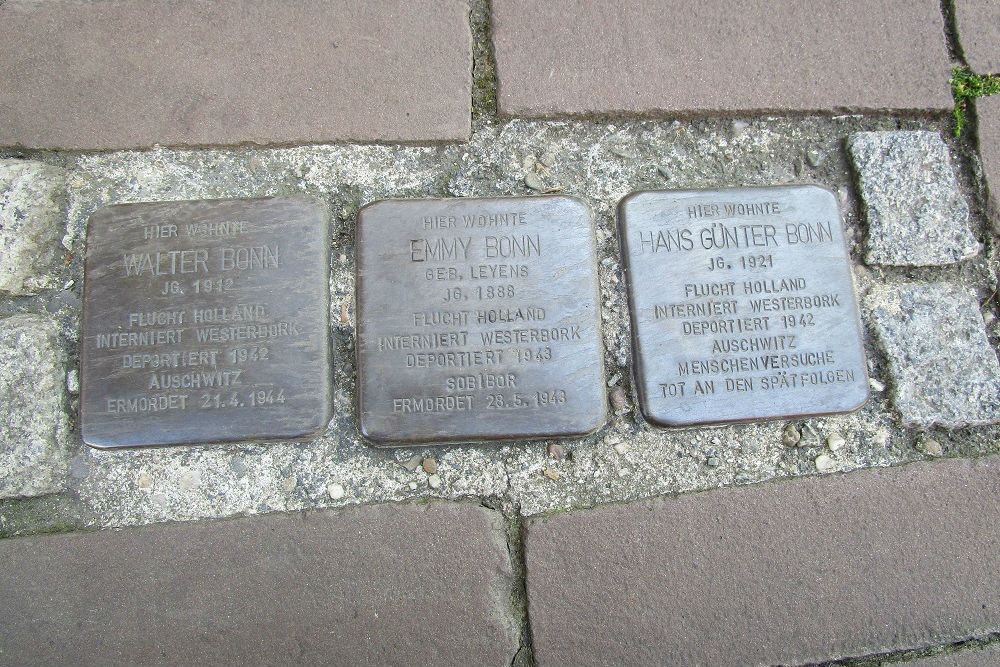 HIER WOHNTE
WALTER BONN
JG. 1912
FLUCHT HOLLAND
INTERNIERT WESTERBORK
DEPORTIERT 1942
AUSCHWITZ
ERMORDET 21.4.1944
HIER WOHNTE
EMMY BONN
GEB. LEYENS
JG. 1888
FLUCHT HOLLAND
INTERNIERT WESTERBORK
DEPORTIERT 1943
SOBIBOR
ERMORDET 28.5.1943
HIER WOHNTE
HANS GÜNTER BONN
JG. 1921
FLUCHT HOLLAND
INTERNIERT WESTERBORK
DEPORTIERT 1942
AUSCHWITZ
MENSCHENVERSUCHE
TOT AN DEN SPÄTFOLGEN